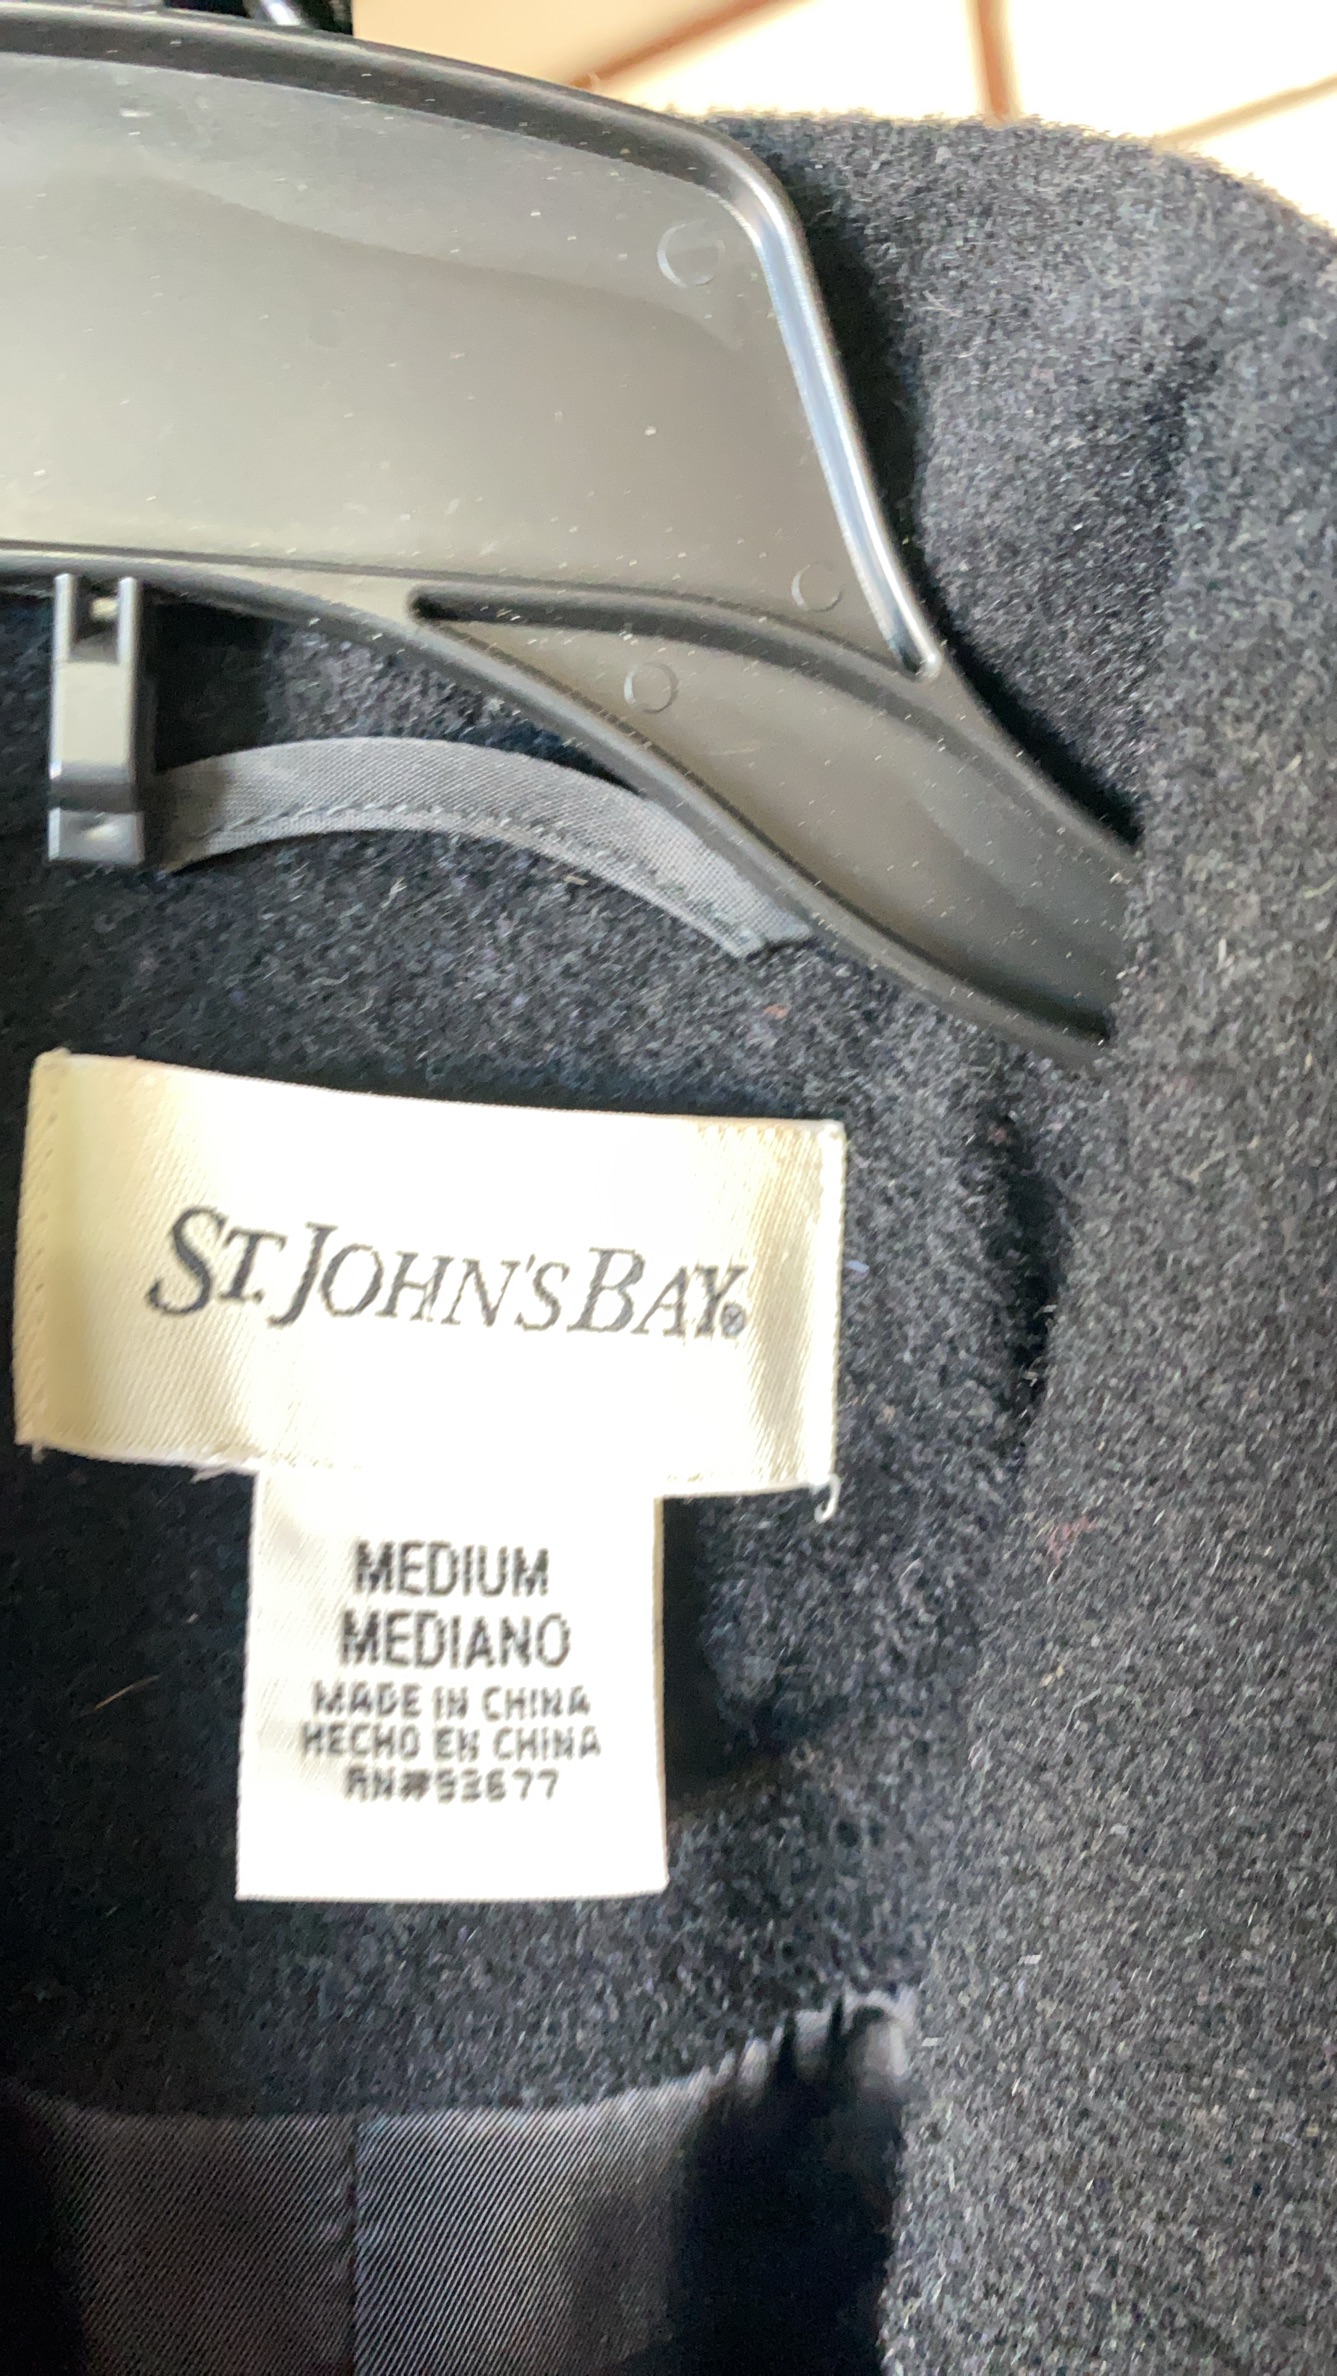 ST. JOHN'S BAY®
MEDIUM
MEDIANO
MADE IN CHINA
HECHO EN CHINA
RN#93677